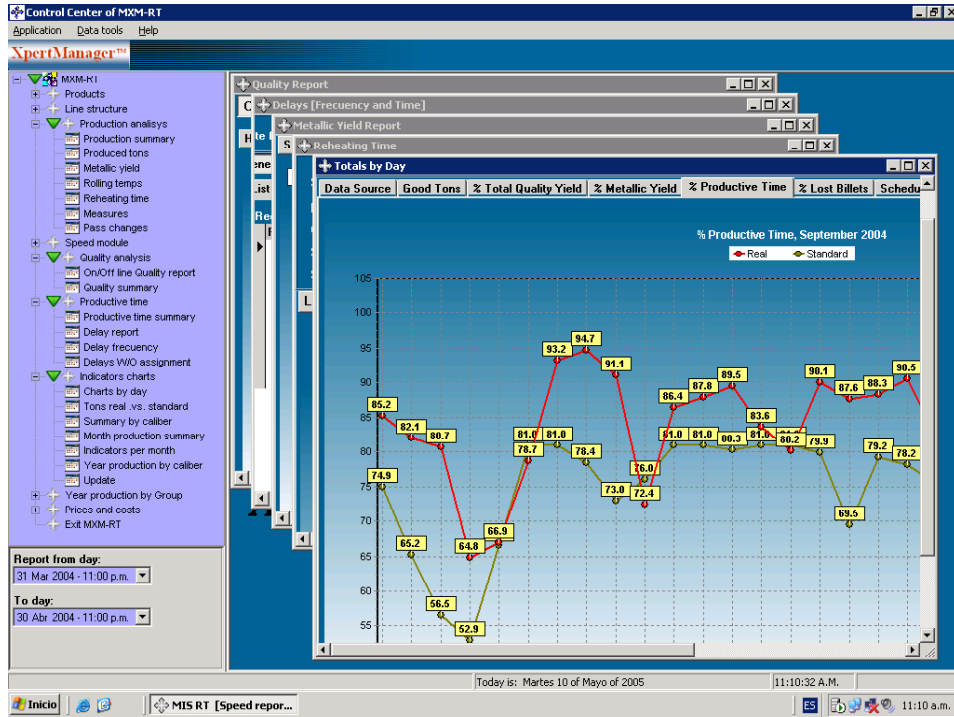 Control Center of MXM-RT
Application Data tools Help
XpertManager™
MXM-RT
Products
Line structure
Production analisys
Production summary
Produced tons
Metallic yield
Rolling temps
Reheating time
Measures
Pass changes
Speed module
Quality analysis
On/Off line Quality report
Quality summary
Productive time
Productive time summary
Delay report
Delay frecuency
Delays W/O assignment
Indicators charts
Charts by day
Tons real .vs. standard
Summary by caliber
Month production summary
Indicators per month
Year production by caliber
Update
Year production by Group
Prices and costs
Exit MXM-RT
Report from day:
31 Mar 2004 - 11:00 p.m.
To day:
30 Abr 2004 - 11:00 p.m.
Quality Report
Delays [Frecuency and Time]
Metallic Yield Report
Reheating Time
Totals by Day
Data Source Good Tons % Total Quality Yield % Metallic Yield % Productive Time % Lost Billets Schedu
% Productive Time, September 2004
Real Standard
105
100
95
90
85
80
75
70
65
60
55
85.2 82.1 80.7 64.8 66.9 78.7 93.2 94.7 91.1 72.4 86.4 87.8 89.5 83.6 80.2 90.1 87.6 88.3 90.5
74.9 65.2 56.5 52.9 81.0 81.0 78.4 73.0 76.0 81.0 81.0 81.0 79.9 69.5 79.2 78.2
Today is: Martes 10 of Mayo of 2005
11:10:32 A.M.
Inicio
MIS RT [Speed repor...
ES
11:10 a.m.